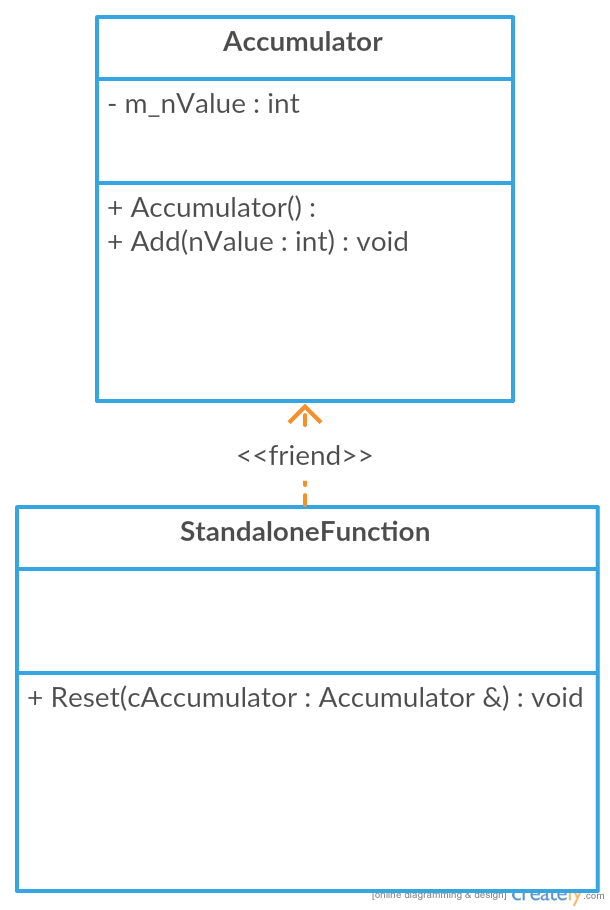 Accumulator
- m_nValue : int
+ Accumulator() :
+ Add(nValue : int) : void
<<friend>>
StandaloneFunction
+ Reset(cAccumulator : Accumulator &) : void
[online diagramming & design] creately.com